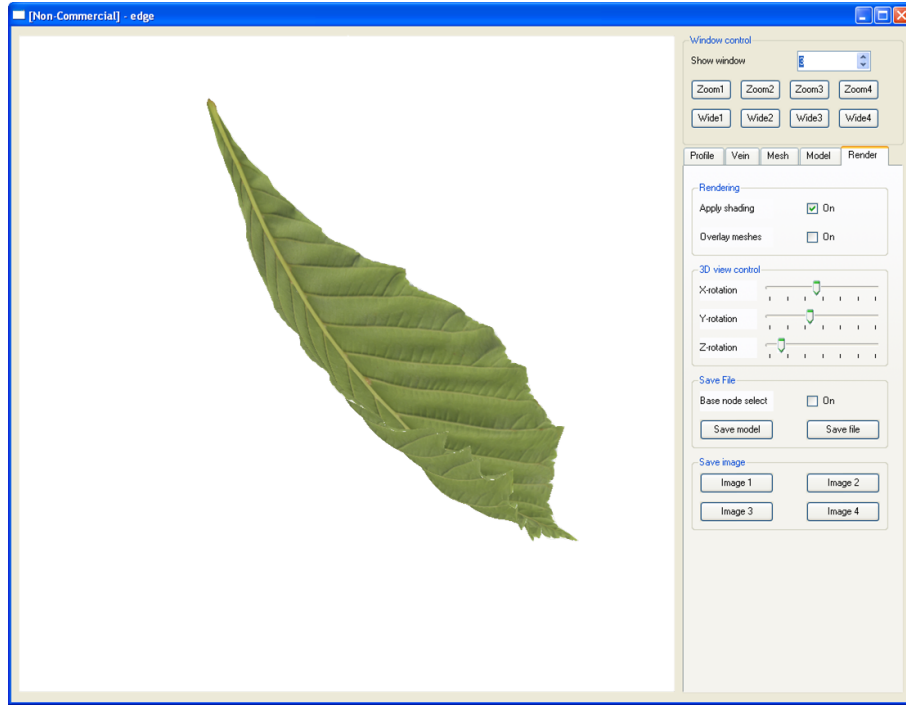 [Non-Commercial] - edge
Window control
Show window 3
Zoom1 Zoom2 Zoom3 Zoom4
Wide1 Wide2 Wide3 Wide4
Profile Vein Mesh Model Render
Rendering
Apply shading On
Overlay meshes On
3D view control
X-rotation
Y-rotation
Z-rotation
Save File
Base node select On
Save model Save file
Save image
Image 1 Image 2
Image 3 Image 4